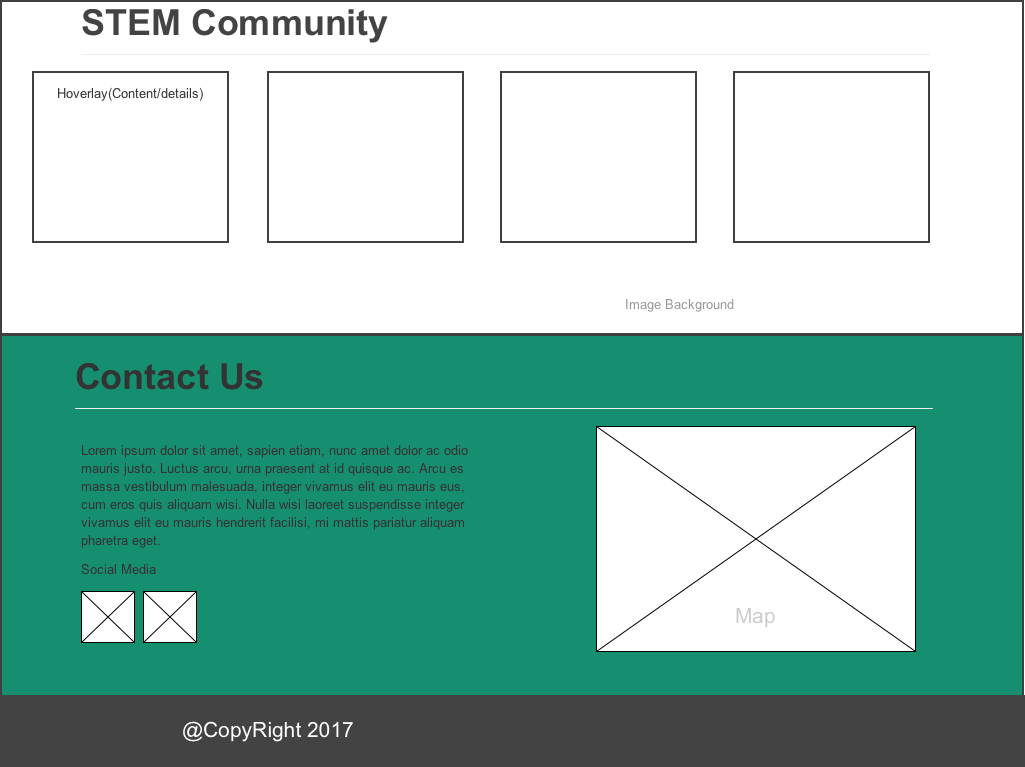 STEM Community
Hoverlay(Content/details)
Image Background
Contact Us
Lorem ipsum dolor sit amet, sapien etiam, nunc amet dolor ac odio
mauris justo. Luctus arcu, urna praesent at id quisque ac. Arcu es
massa vestibulum malesuada, integer vivamus elit eu mauris eus,
cum eros quis aliquam wisi. Nulla wisi laoreet suspendisse integer
vivamus elit eu mauris hendrerit facilisi, mi mattis pariatur aliquam
pharetra eget.
Social Media
Map
@CopyRight 2017